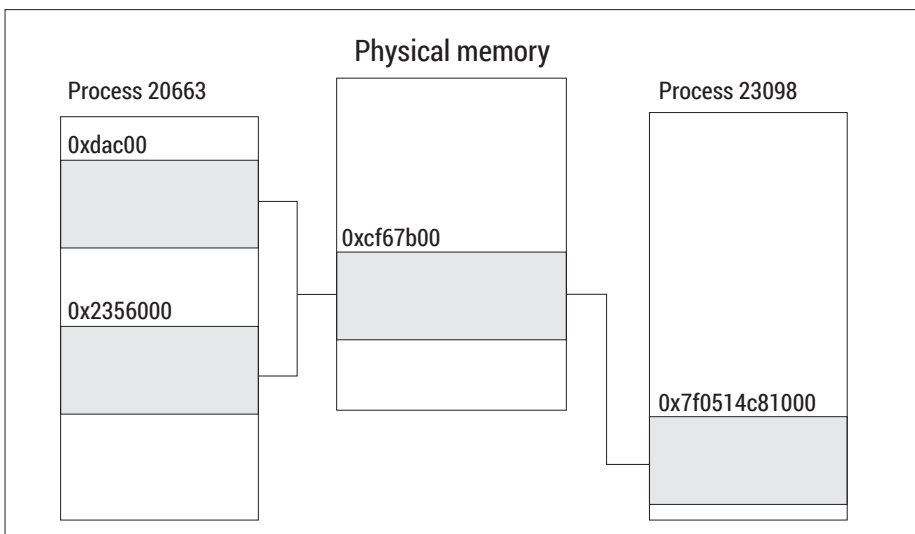 Physical memory
Process 20663
Process 23098
0xdac00
0xcf67b00
0x2356000
0x7f0514c81000